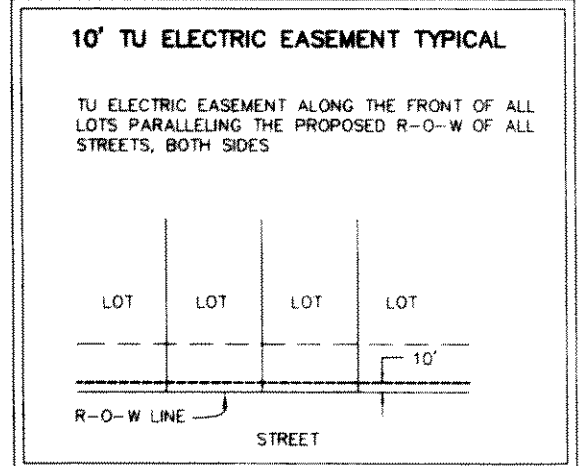 10' TU ELECTRIC EASEMENT TYPICAL
TU ELECTRIC EASEMENT ALONG THE FRONT OF ALL
LOTS PARALLELING THE PROPOSED R-O-W OF ALL
STREETS, BOTH SIDES
LOT LOT LOT LOT
10'
R-O-W LINE
STREET